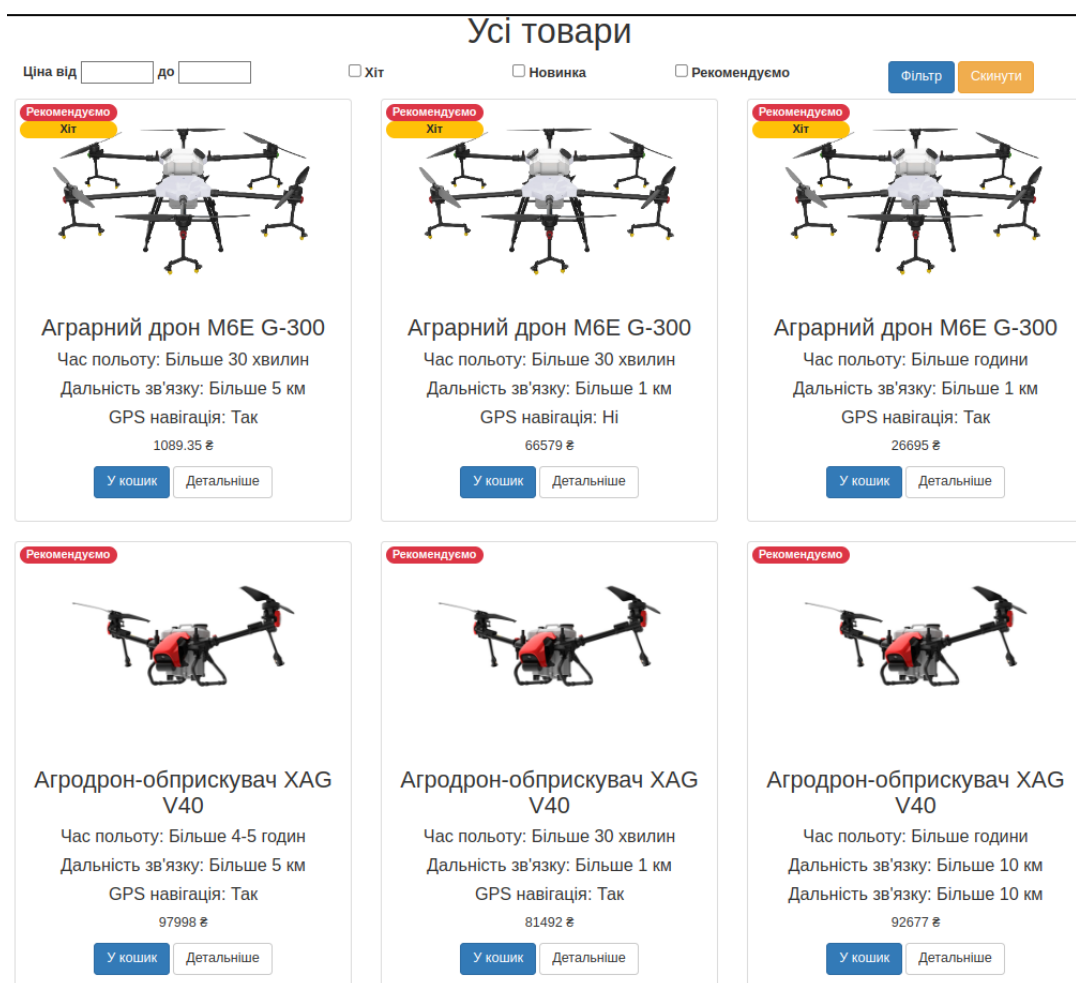 Усі товари
Ціна від до Хіт Новинка Рекомендуємо Фільтр Скинути
Рекомендуємо
Хіт
Аграрний дрон M6E G-300
Час польоту: Більше 30 хвилин
Дальність зв'язку: Більше 5 км
GPS навігація: Так
1089.35 ₴
У кошик Детальніше
Рекомендуємо
Хіт
Аграрний дрон M6E G-300
Час польоту: Більше 30 хвилин
Дальність зв'язку: Більше 1 км
GPS навігація: Ні
66579 ₴
У кошик Детальніше
Рекомендуємо
Хіт
Аграрний дрон M6E G-300
Час польоту: Більше години
Дальність зв'язку: Більше 1 км
GPS навігація: Так
26695 ₴
У кошик Детальніше
Рекомендуємо
Агродрон-обприскувач XAG
V40
Час польоту: Більше 4-5 годин
Дальність зв'язку: Більше 5 км
GPS навігація: Так
97998 ₴
У кошик Детальніше
Рекомендуємо
Агродрон-обприскувач XAG
V40
Час польоту: Більше 30 хвилин
Дальність зв'язку: Більше 1 км
GPS навігація: Так
81492 ₴
У кошик Детальніше
Рекомендуємо
Агродрон-обприскувач XAG
V40
Час польоту: Більше години
Дальність зв'язку: Більше 10 км
Дальність зв'язку: Більше 10 км
92677 ₴
У кошик Детальніше